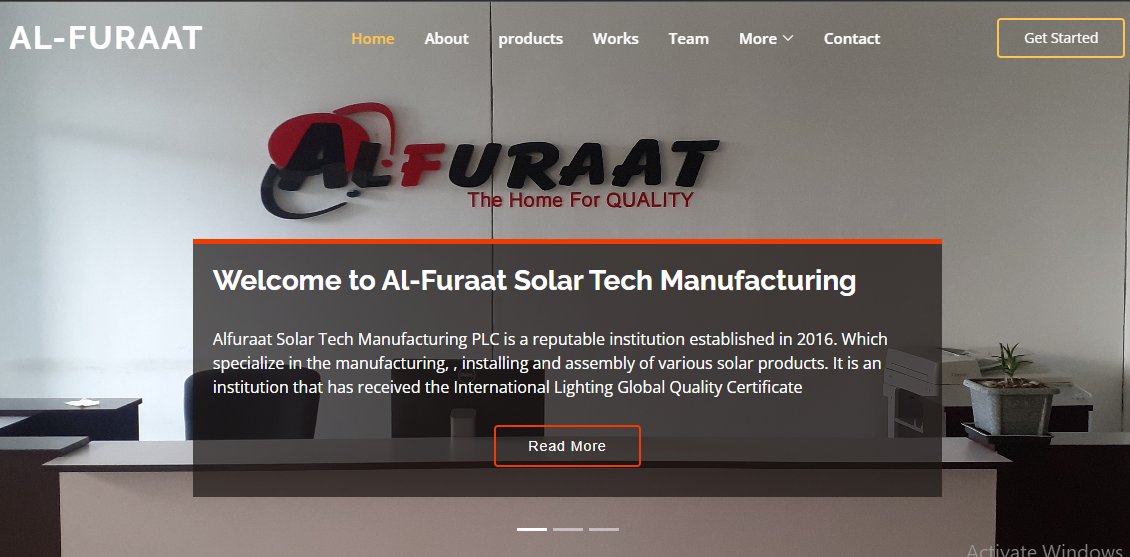 AL-FURAAT
Home About products Works Team More Contact
Get Started
ALFURAAT
The Home For QUALITY
Welcome to Al-Furaat Solar Tech Manufacturing
Alfuraat Solar Tech Manufacturing PLC is a reputable institution established in 2016. Which
specialize in the manufacturing, , installing and assembly of various solar products. It is an
institution that has received the International Lighting Global Quality Certificate
Read More
Activate Windows